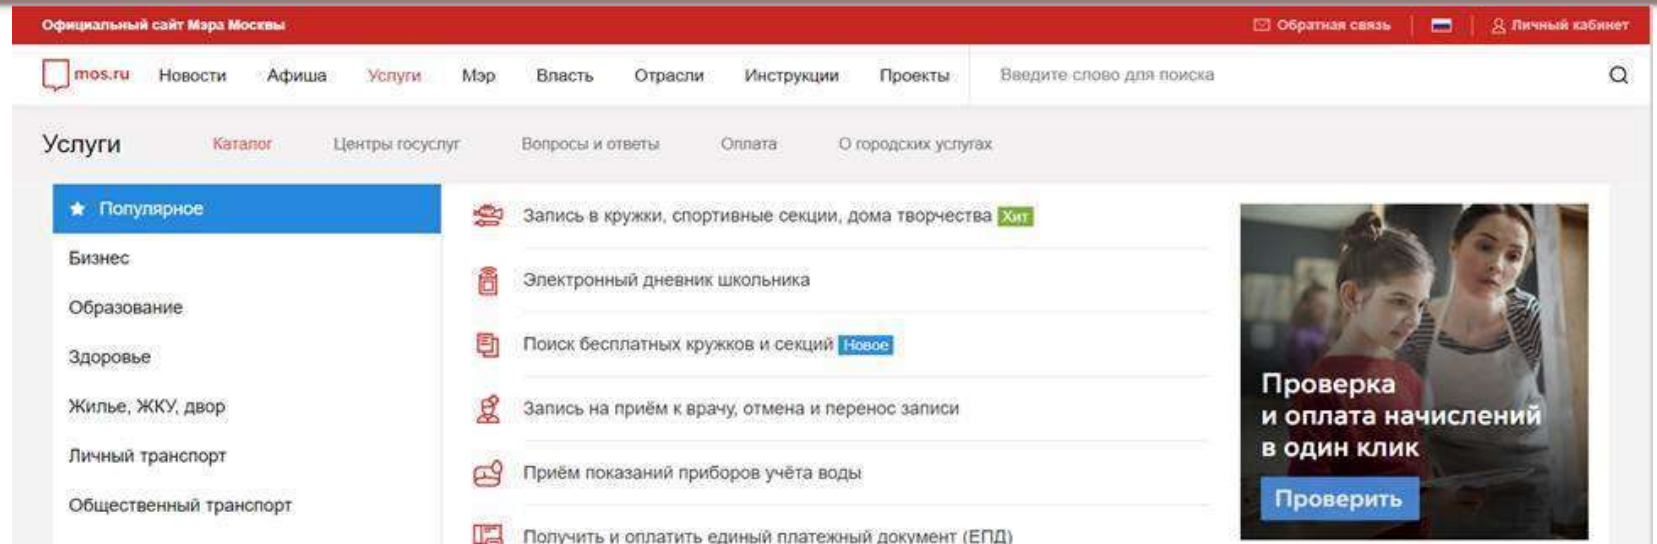 Официальный сайт Мэра Москвы
Обратная связь
Личный кабинет
mos.ru Новости Афиша Услуги Мэр Власть Отрасли Инструкции Проекты Введите слово для поиска
Услуги Каталог Центры госуслуг Вопросы и ответы Оплата О городских услугах
Популярное
Бизнес
Образование
Здоровье
Жилье, ЖКУ, двор
Личный транспорт
Общественный транспорт
Запись в кружки, спортивные секции, дома творчества Хит
Электронный дневник школьника
Поиск бесплатных кружков и секций Новое
Запись на приём к врачу, отмена и перенос записи
Приём показаний приборов учёта воды
Получить и оплатить единый платежный документ (ЕПД)
Проверка
и оплата начислений
в один клик
Проверить